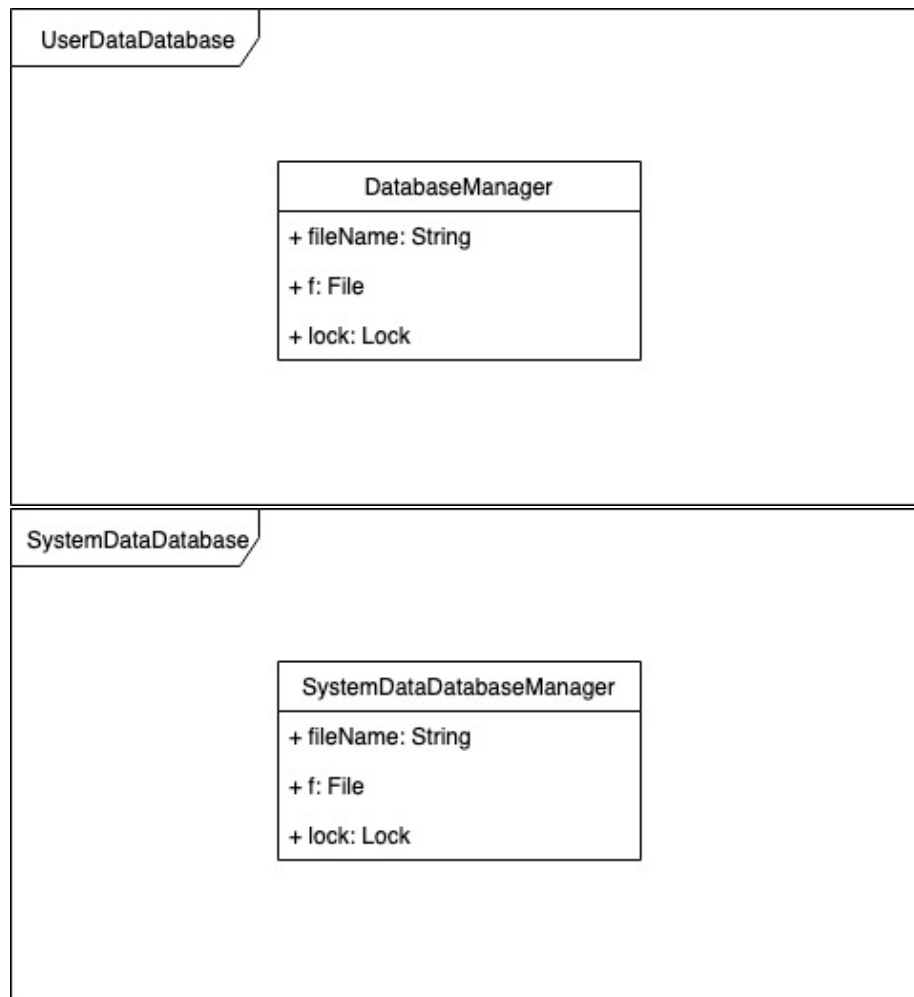 UserDataDatabase
DatabaseManager
+ fileName: String
+ f: File
+ lock: Lock
SystemDataDatabase
SystemDataDatabaseManager
+ fileName: String
+ f: File
+ lock: Lock